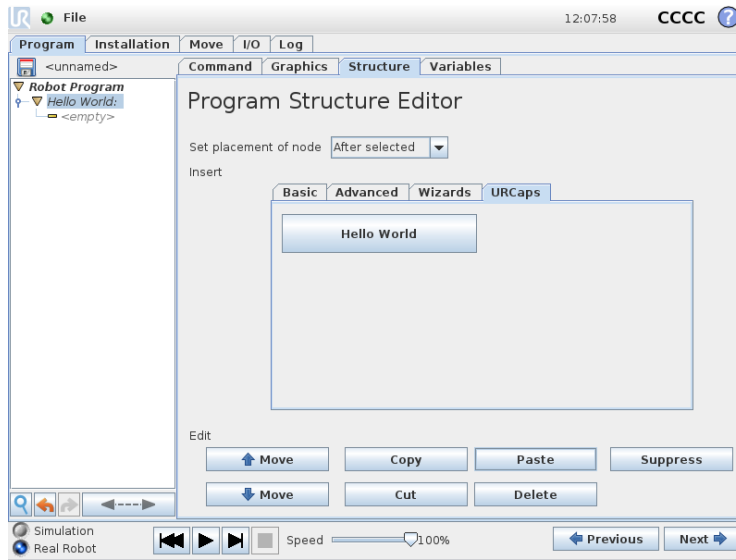 File 12:07:58 CCCC ?
Program Installation Move I/O Log
<unnamed> Command Graphics Structure Variables
Robot Program
Hello World:
<empty>
Program Structure Editor
Set placement of node After selected
Insert
Basic Advanced Wizards URCaps
Hello World
Edit
Move Copy Paste Suppress
Move Cut Delete
Simulation
Real Robot
Speed 100% Previous Next